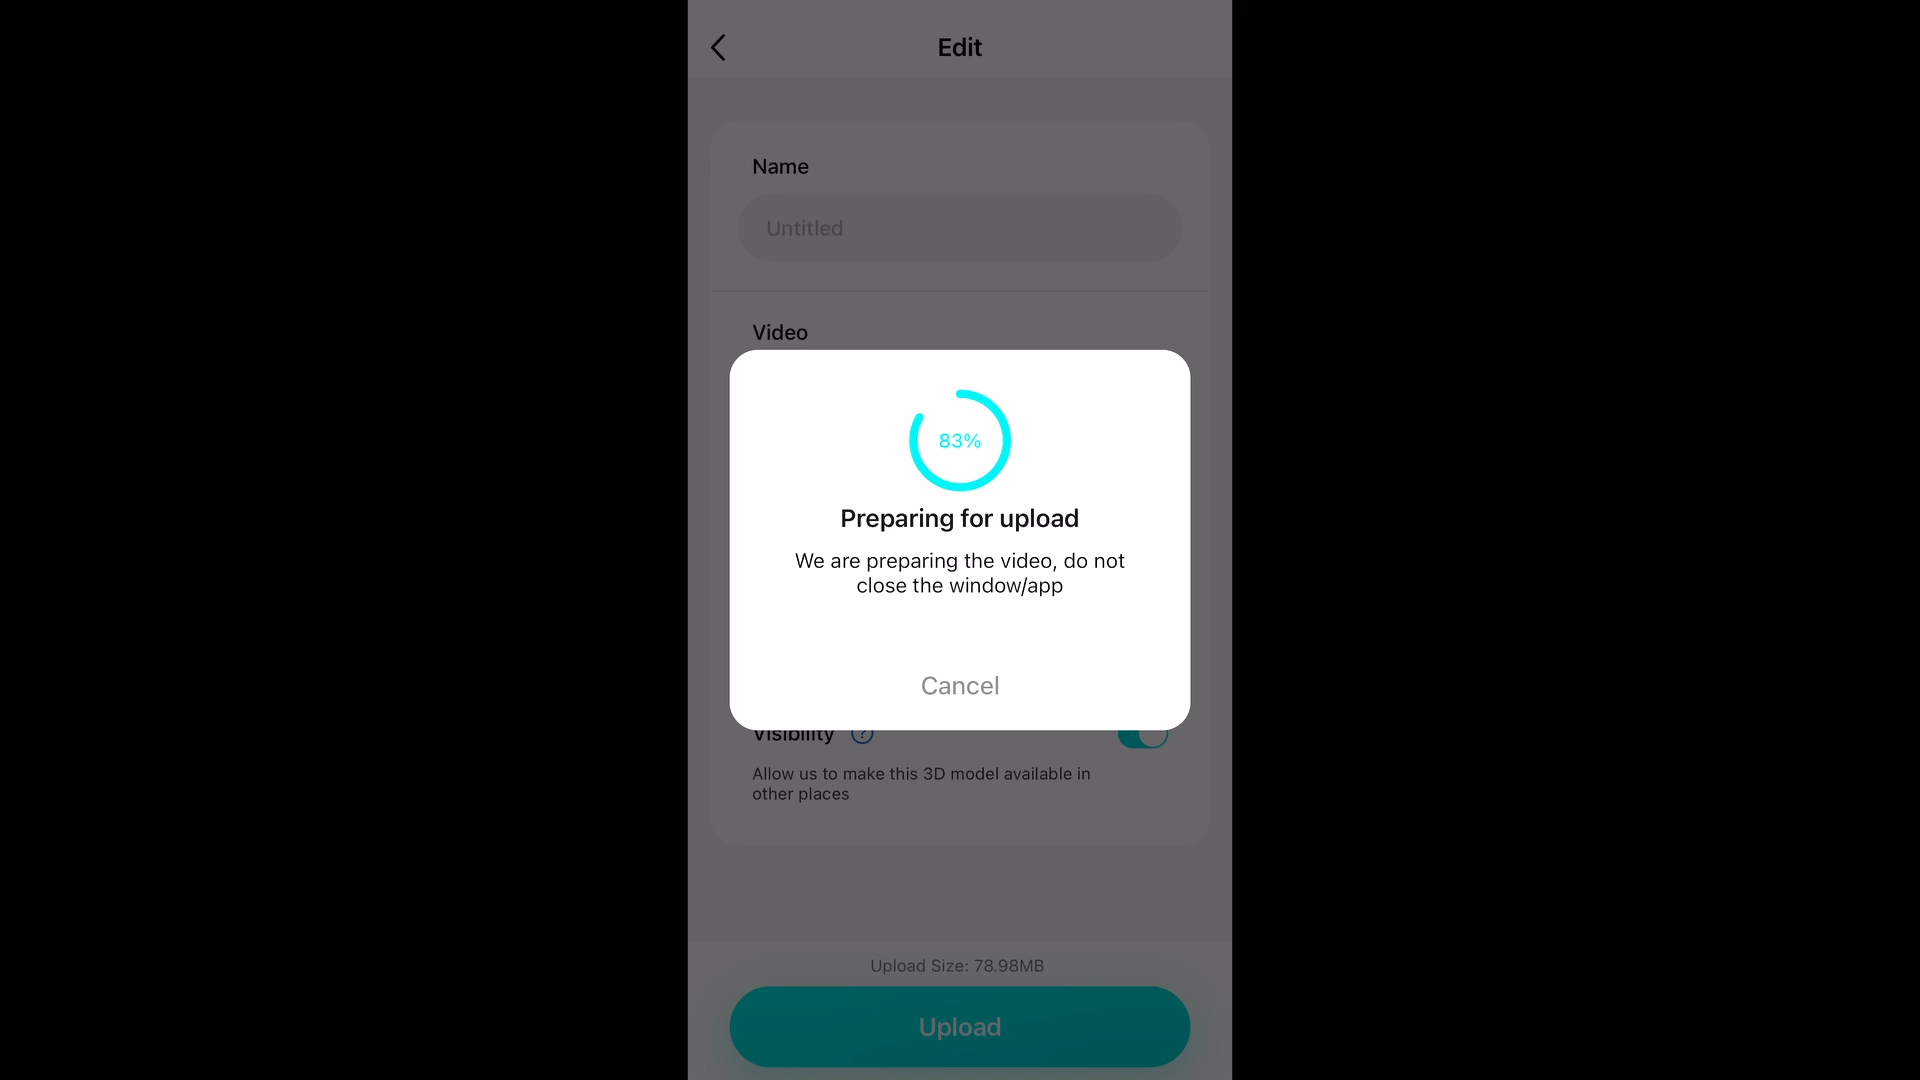 Edit
Name
Untitled
Video
83%
Preparing for upload
We are preparing the video, do not
close the window/app
Cancel
Visibility ?
Allow us to make this 3D model available in
other places
Upload Size: 78.98MB
Upload